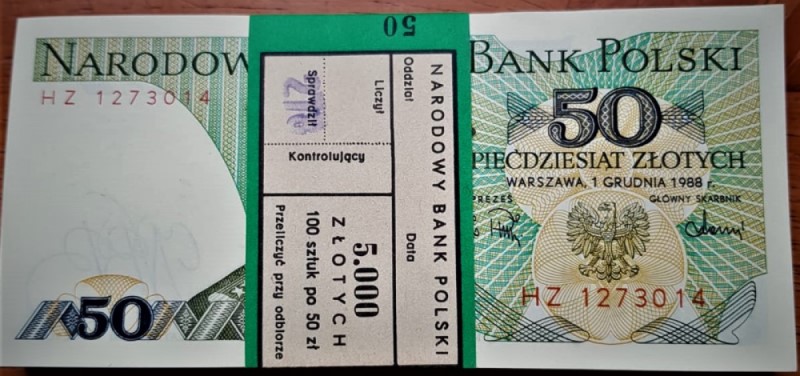 NARODOW
BANK POLSKI
HZ 1273014
50
PIĘĆDZIESIĄT ZŁOTYCH
WARSZAWA, 1 GRUDNIA 1988 r.
PREZES
GŁÓWNY SKARBNIK
HZ 1273014
50
50
NARODOWY BANK POLSKI
Oddział
Data
Liczył
Sprawdził
Kontrolujący
5.000
ZŁOTYCH
100 sztuk po 50 zł
Przeliczyć przy odbiorze